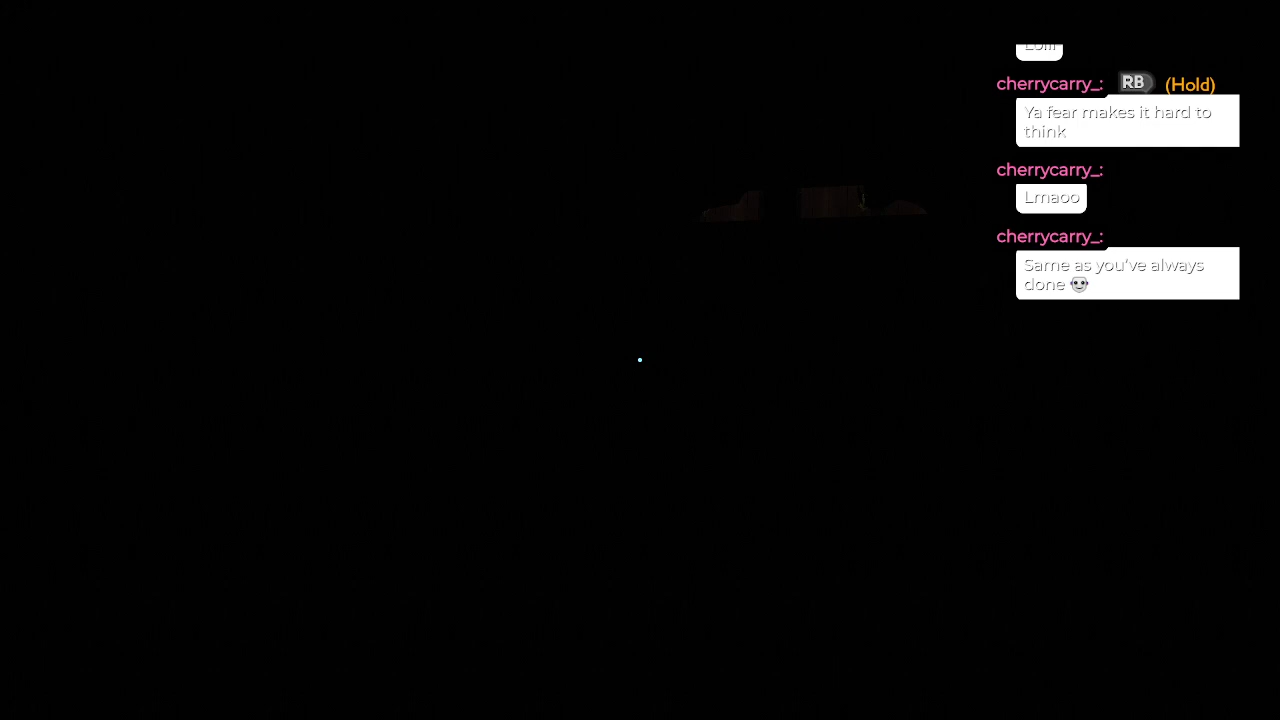 cherrycarry_: RB (Hold)
Ya fear makes it hard to
think
cherrycarry_:
Lmaoo
cherrycarry_:
Same as you've always
done